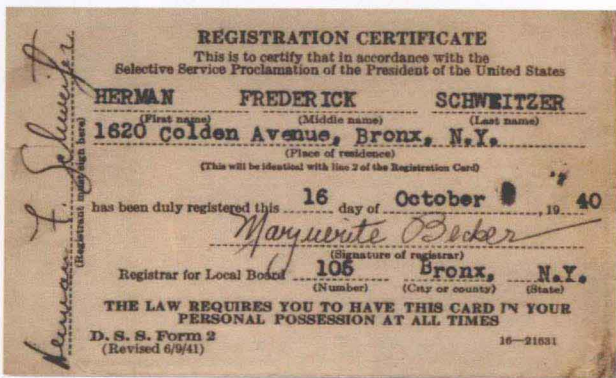 REGISTRATION CERTIFICATE
This is to certify that in accordance with the
Selective Service Proclamation of the President of the United States
HERMAN FREDERICK SCHWEITZER
(First name) (Middle name) (Last name)
1620 Colden Avenue, Bronx, N.Y.
(Place of residence)
(This will be identical with line 2 of the Registration Card)
has been duly registered this 16 day of October , 19 40
Marguerite Becker
(Signature of registrar)
Registrar for Local Board 105 Bronx, N.Y.
(Number) (City or county) (State)
THE LAW REQUIRES YOU TO HAVE THIS CARD IN YOUR
PERSONAL POSSESSION AT ALL TIMES
D. S. S. Form 2
(Revised 6/9/41) 16—21631
Herman F. Schweitzer
(Registrant must sign here)